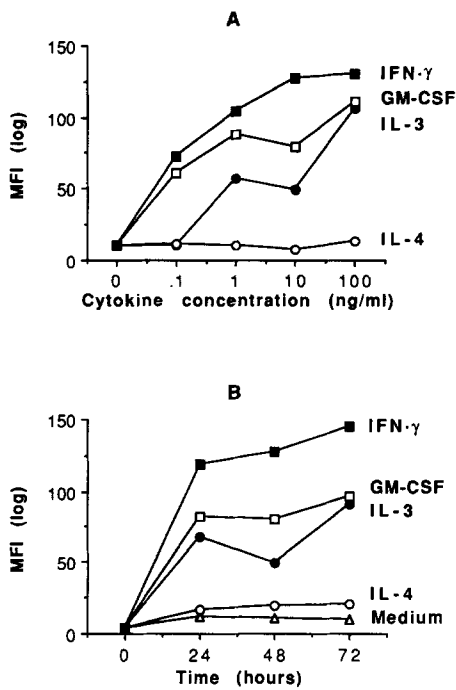 A
150
100
50
0
MFI (log)
IFN-γ
GM-CSF
IL-3
IL-4
0 .1 1 10 100
Cytokine concentration (ng/ml)
B
150
100
50
0
MFI (log)
IFN-γ
GM-CSF
IL-3
IL-4
Medium
0 24 48 72
Time (hours)